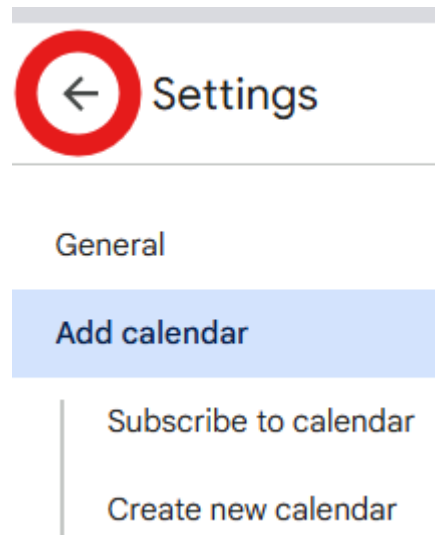 Settings
General
Add calendar
Subscribe to calendar
Create new calendar